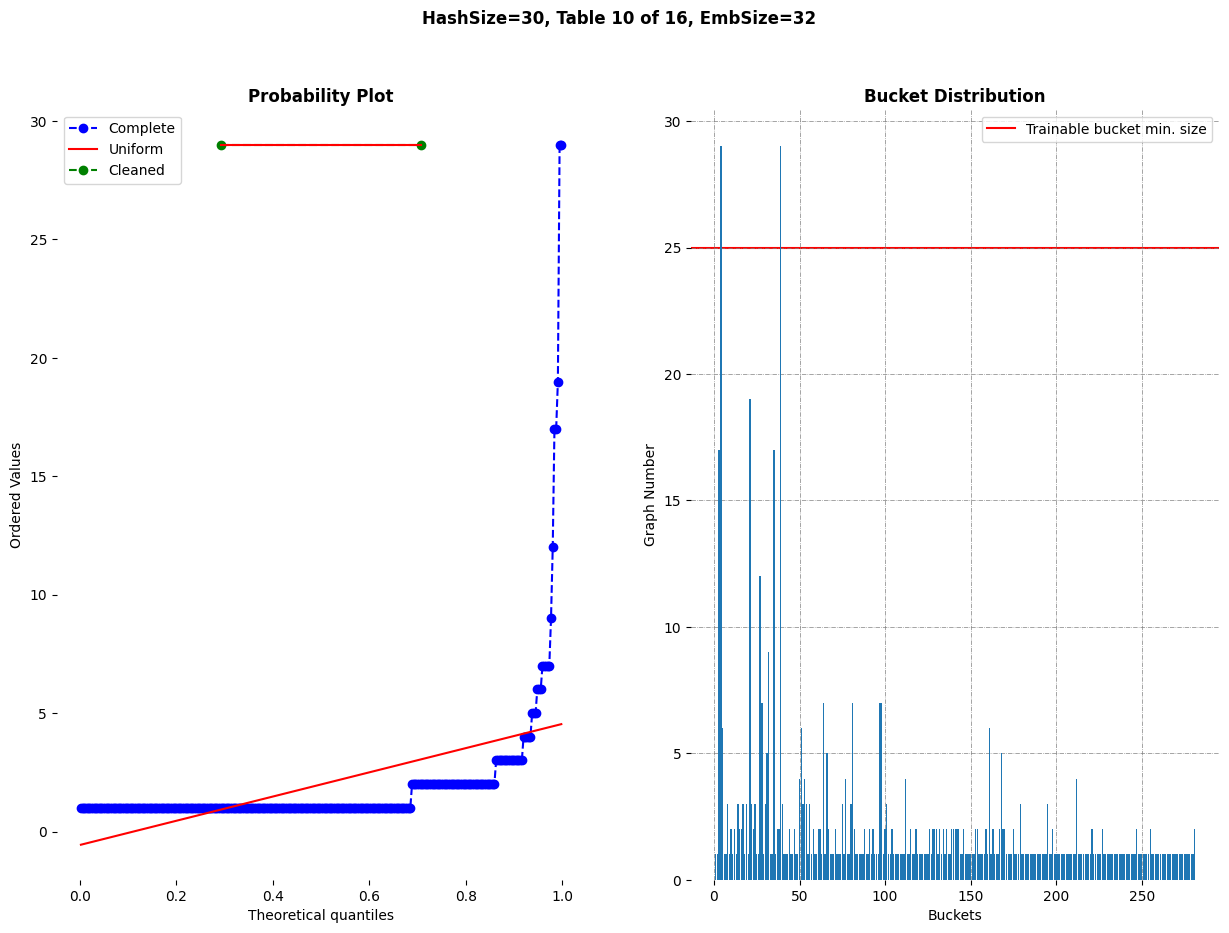 HashSize=30, Table 10 of 16, EmbSize=32
Probability Plot
Complete
Uniform
Cleaned
30
25
20
15
10
5
0
Ordered Values
0.0
0.2
0.4
0.6
0.8
1.0
Theoretical quantiles
Bucket Distribution
Trainable bucket min. size
30
25
20
15
10
5
0
Graph Number
0
50
100
150
200
250
Buckets